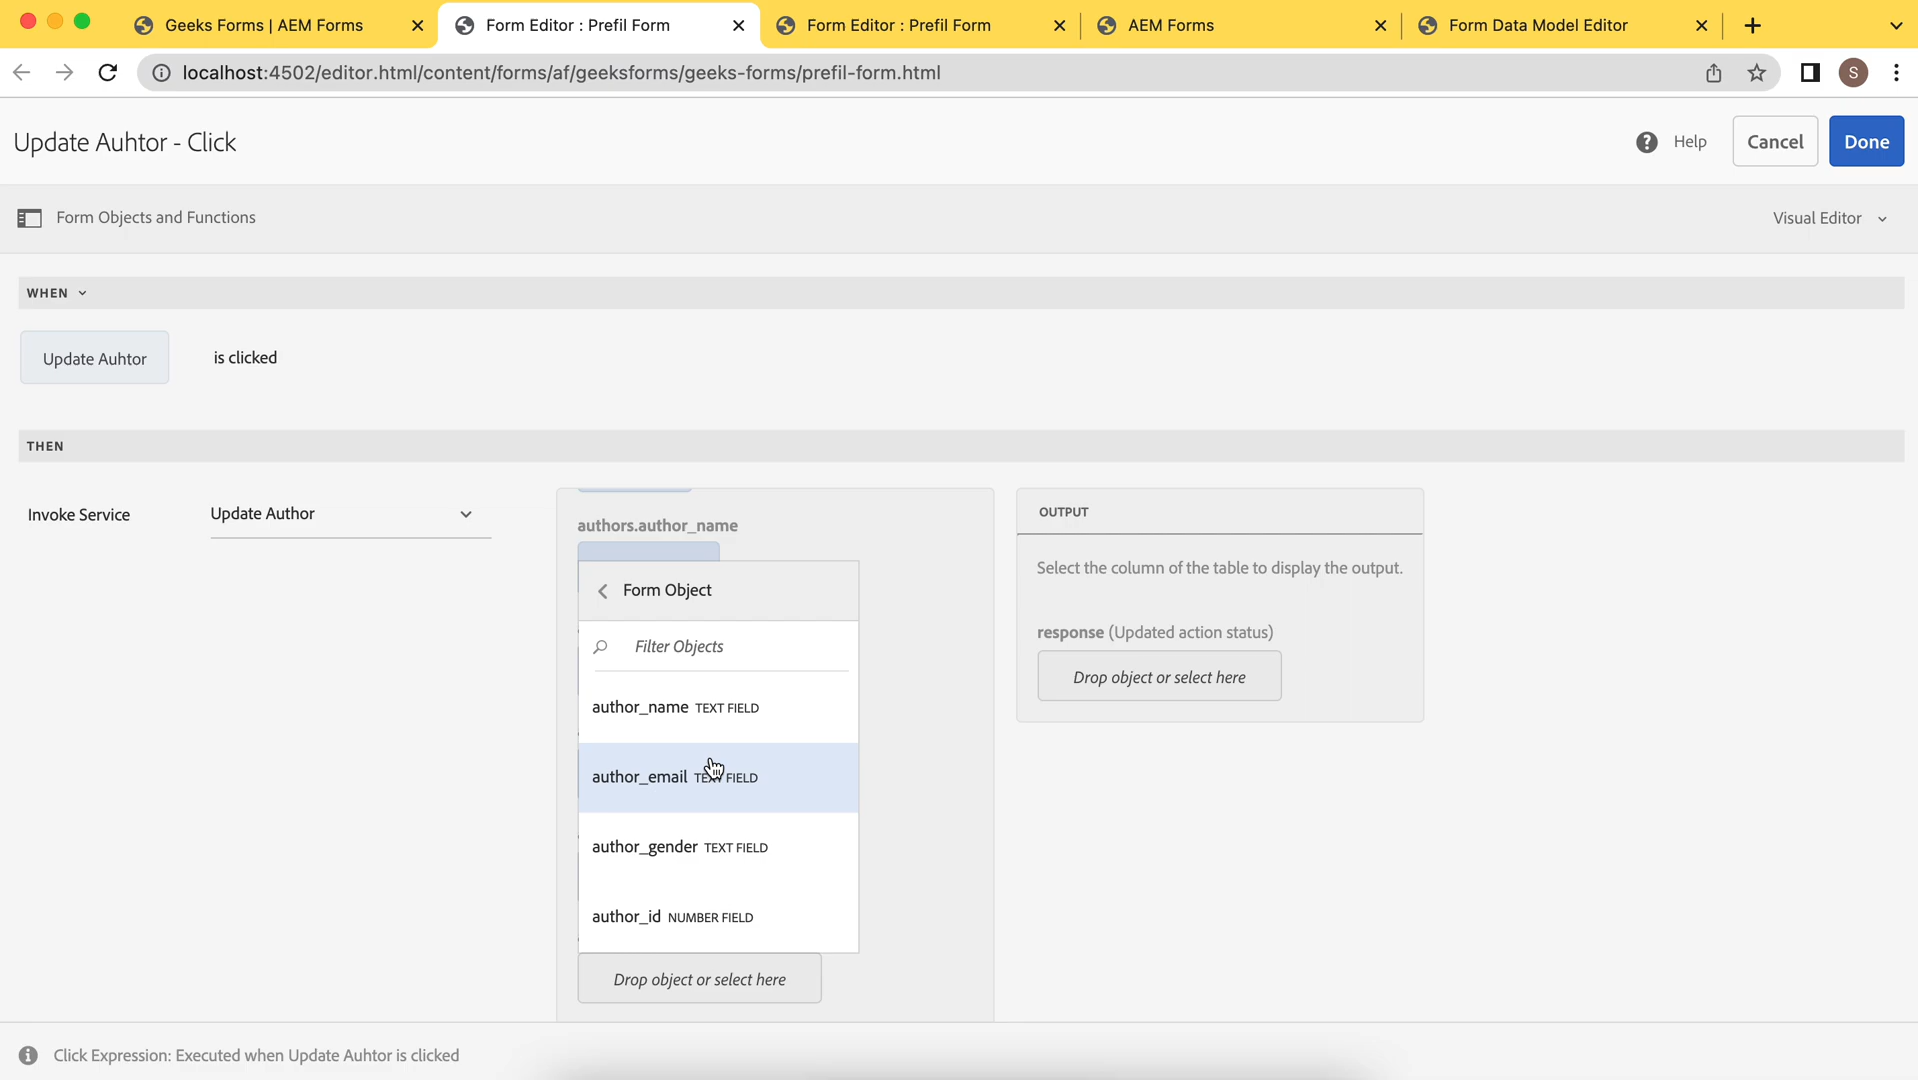 Geeks Forms | AEM Forms
Form Editor : Prefil Form
Form Editor : Prefil Form
AEM Forms
Form Data Model Editor
localhost:4502/editor.html/content/forms/af/geeksforms/geeks-forms/prefil-form.html
S
Update Auhtor - Click
Help
Cancel
Done
Form Objects and Functions
Visual Editor
WHEN
Update Auhtor
is clicked
THEN
Invoke Service
Update Author
authors.author_name
Form Object
Filter Objects
author_name TEXT FIELD
author_email TEXT FIELD
author_gender TEXT FIELD
author_id NUMBER FIELD
Drop object or select here
OUTPUT
Select the column of the table to display the output.
response (Updated action status)
Drop object or select here
Click Expression: Executed when Update Auhtor is clicked